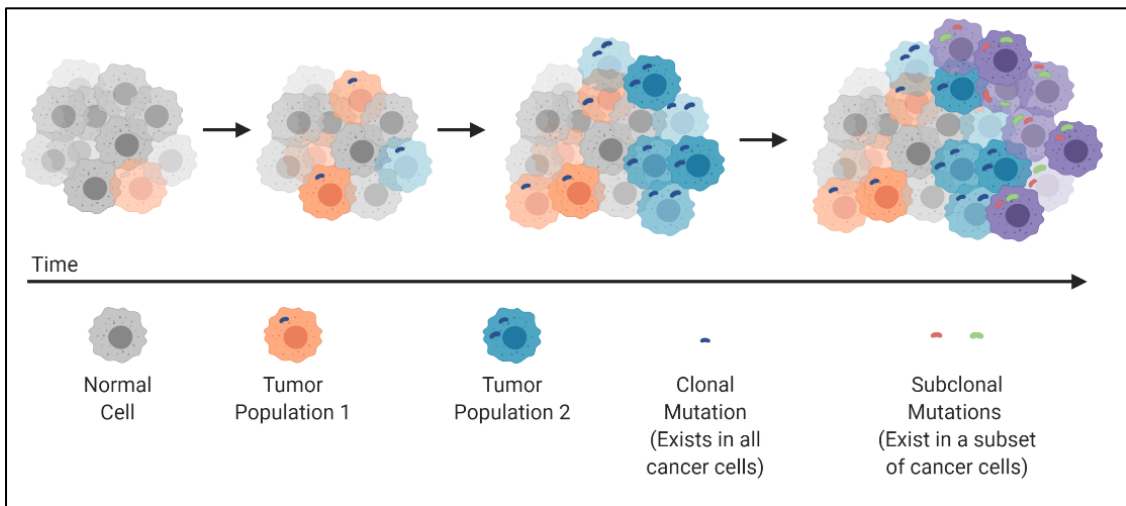 Time
Normal
Cell
Tumor
Population 1
Tumor
Population 2
Clonal
Mutation
(Exists in all
cancer cells)
Subclonal
Mutations
(Exist in a subset
of cancer cells)